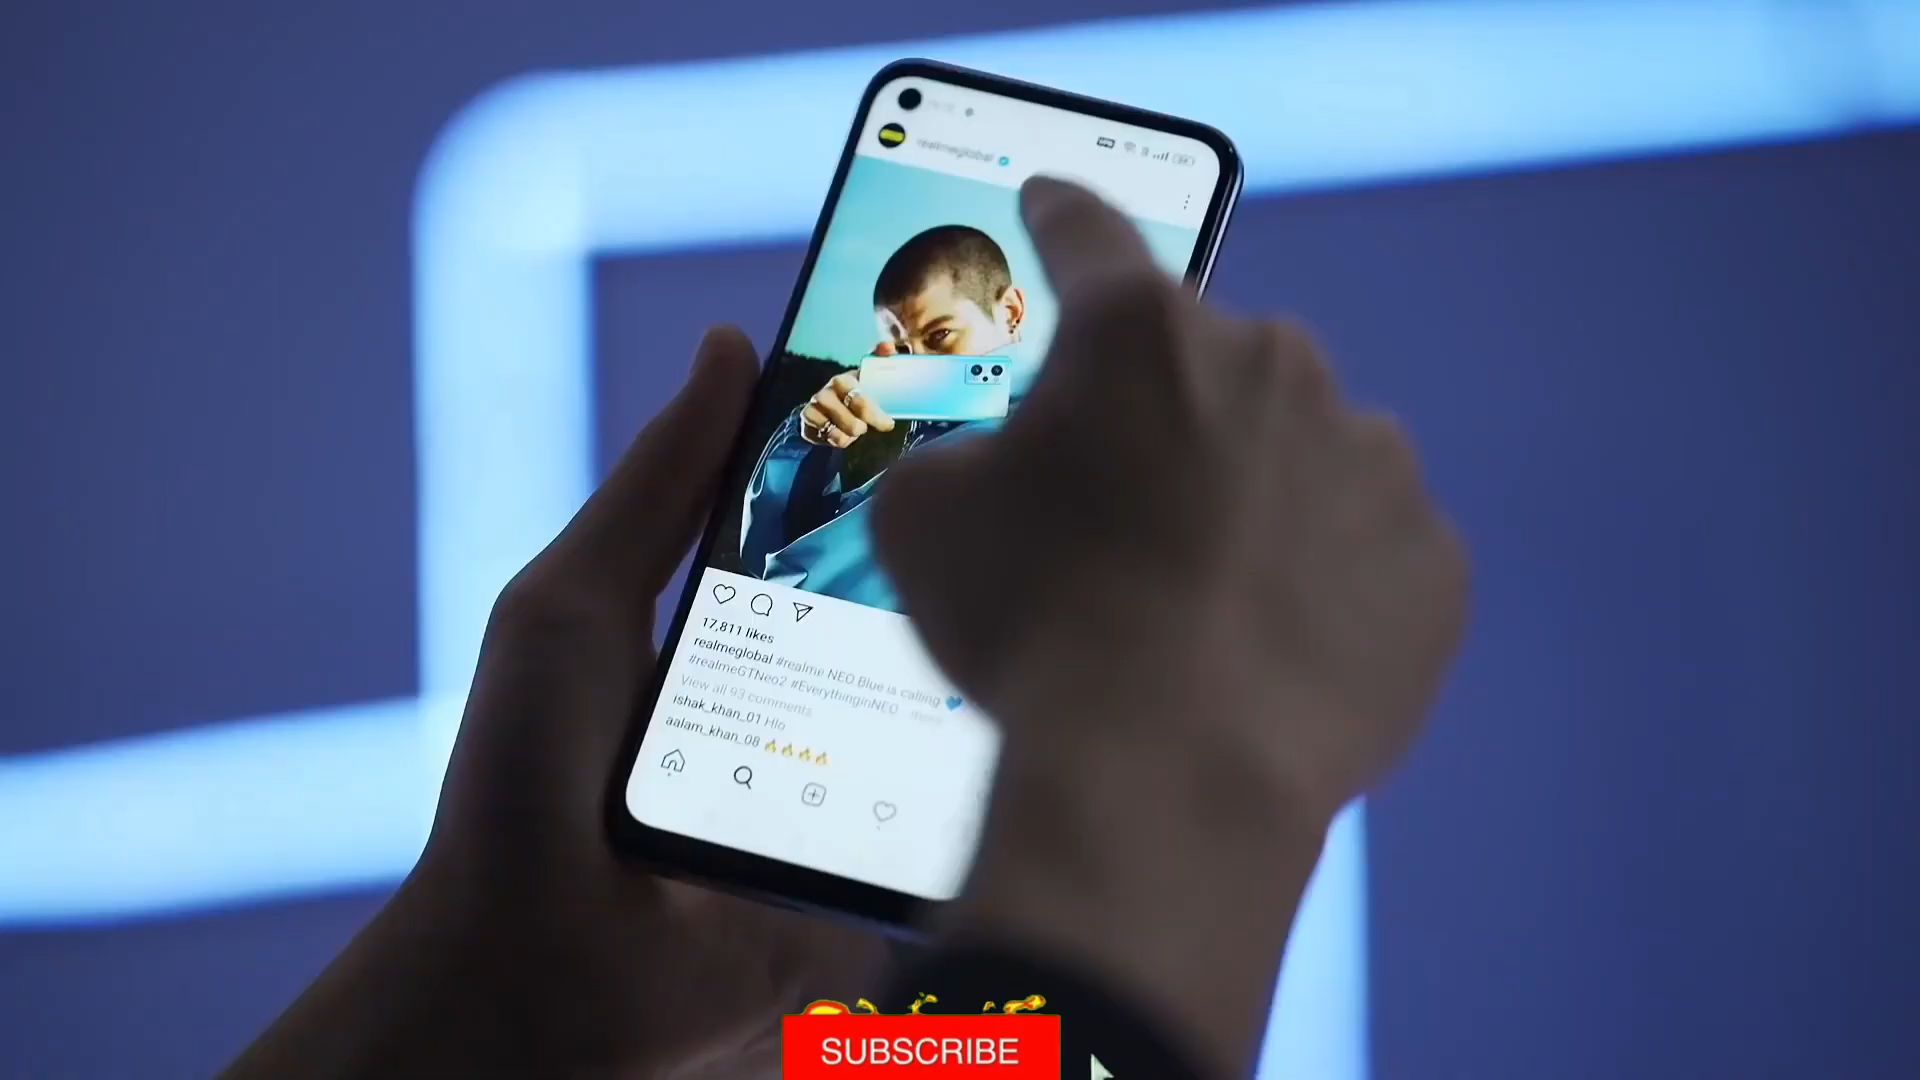 realmeglobal
17,811 likes
realmeglobal #realme NEO Blue is calling 💙
#realmeGTNeo2 #EverythinginNEO... more
View all 93 comments
ishak_khan_01 Hlo
aalam_khan_08 🔥🔥🔥🔥
SUBSCRIBE